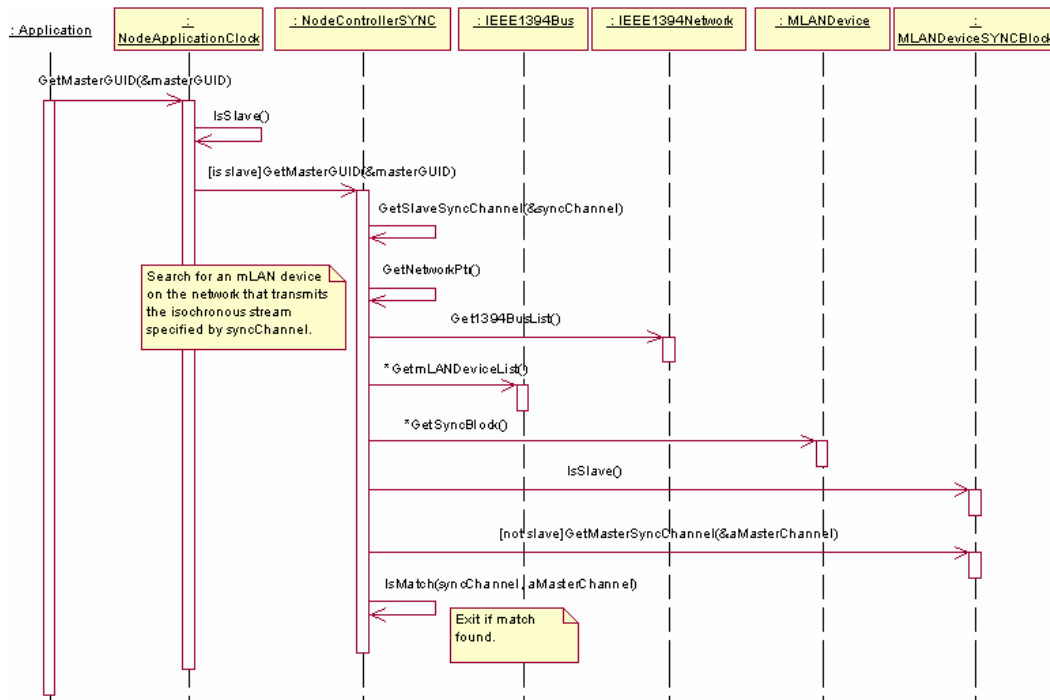 : Application
:
NodeApplicationClock
: NodeControllerSYNC
: IEEE1394Bus
: IEEE1394Network
: MLANDevice
:
MLANDeviceSYNCBlock
GetMasterGUID(&masterGUID)
IsSlave()
[is slave]GetMasterGUID(&masterGUID)
GetSlaveSyncChannel(&syncChannel)
GetNetworkPtr()
Search for an mLAN device
on the network that transmits
the isochronous stream
specified by syncChannel.
Get1394BusList()
*GetmLANDeviceList()
*GetSyncBlock()
IsSlave()
[not slave]GetMasterSyncChannel(&aMasterChannel)
IsMatch(syncChannel, aMasterChannel)
Exit if match
found.